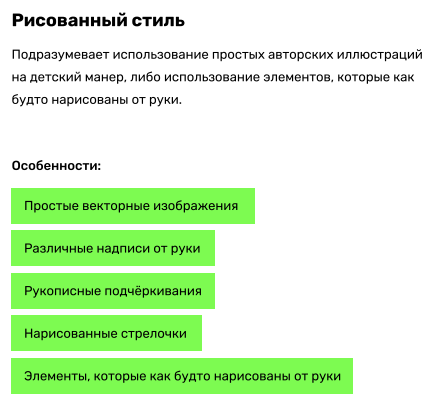 Рисованный стиль
Подразумевает использование простых авторских иллюстраций
на детский манер, либо использование элементов, которые как
будто нарисованы от руки.
Особенности:
Простые векторные изображения
Различные надписи от руки
Рукописные подчёркивания
Нарисованные стрелочки
Элементы, которые как будто нарисованы от руки